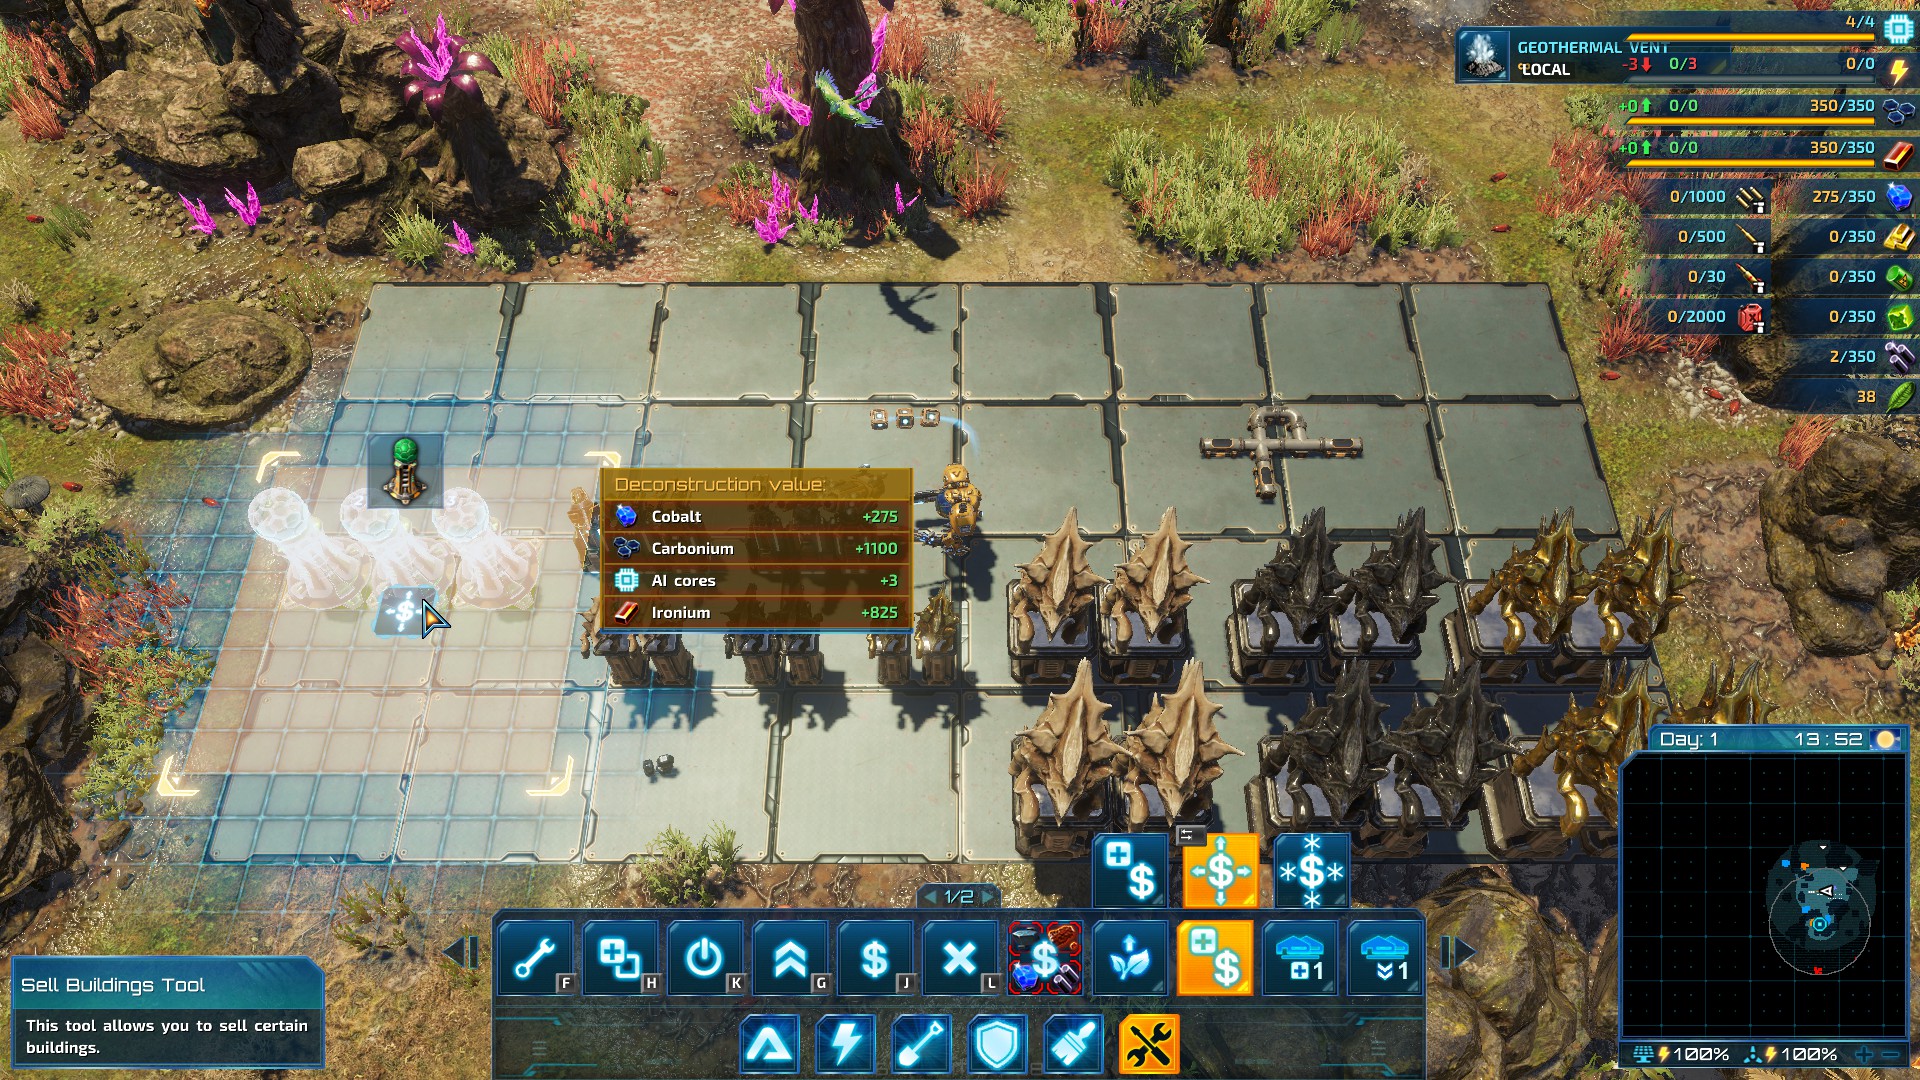 4/4
GEOTHERMAL VENT
LOCAL
-3 0/3 0/0
+0 0/0 350/350
+0 0/0 350/350
0/1000 275/350
0/500 0/350
0/30 0/350
0/2000 0/350
2/350
38
Deconstruction value:
Cobalt +275
Carbonium +1100
AI cores +3
Ironium +825
Day: 1 13:52
1/2
F
H
K
G
J
L
1
1
Sell Buildings Tool
This tool allows you to sell certain
buildings.
100% 100%